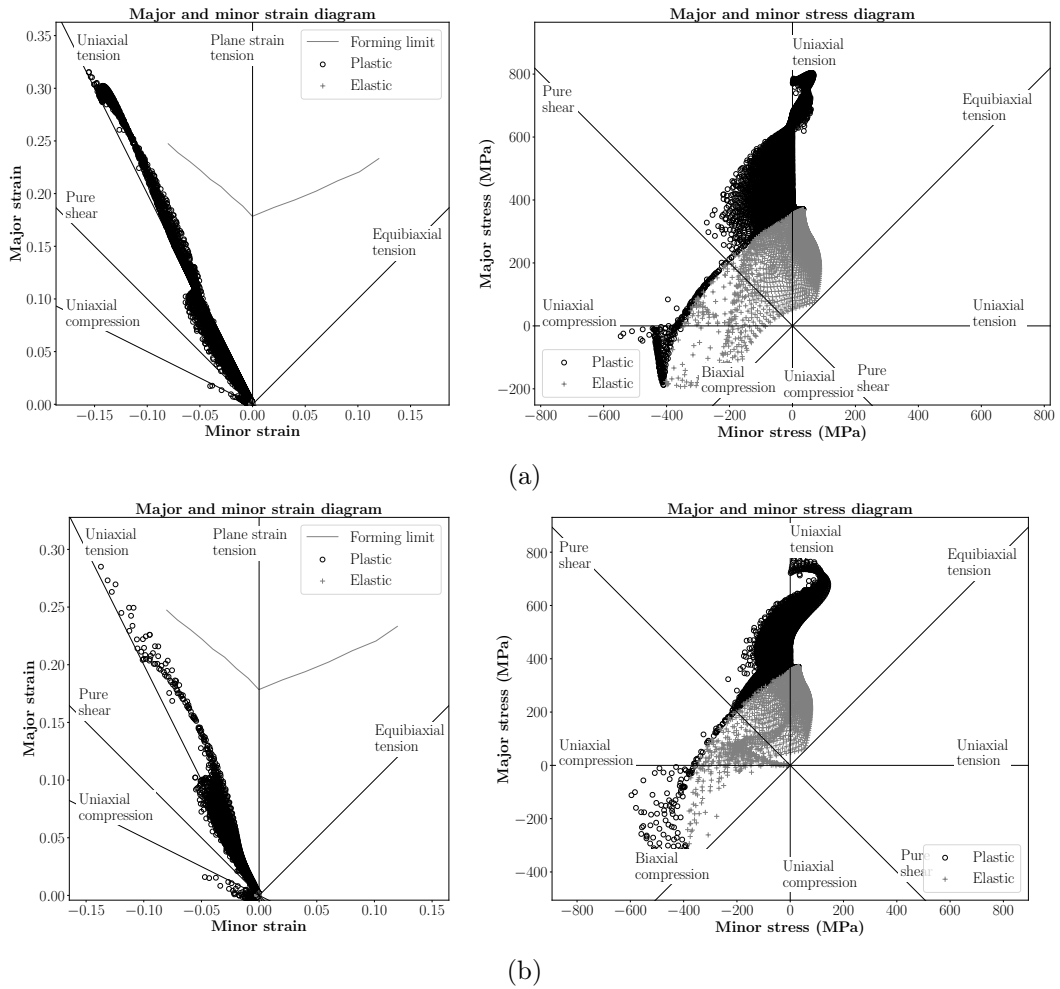 Major and minor strain diagram
Major and minor stress diagram
0.35
0.30
0.25
0.20
0.15
0.10
0.05
0.00
Major strain
Uniaxial
tension
Plane strain
tension
Forming limit
Plastic
Elastic
Pure
shear
Equibiaxial
tension
Uniaxial
compression
−0.15
−0.10
−0.05
0.00
0.05
0.10
0.15
Minor strain
800
600
400
200
0
−200
Major stress (MPa)
Uniaxial
tension
Pure
shear
Equibiaxial
tension
Uniaxial
compression
Uniaxial
tension
Plastic
Elastic
Biaxial
compression
Uniaxial
compression
Pure
shear
−800
−600
−400
−200
0
200
400
600
800
Minor stress (MPa)
(a)
Major and minor strain diagram
Major and minor stress diagram
0.30
0.25
0.20
0.15
0.10
0.05
0.00
Major strain
Uniaxial
tension
Plane strain
tension
Forming limit
Plastic
Elastic
Pure
shear
Equibiaxial
tension
Uniaxial
compression
−0.15
−0.10
−0.05
0.00
0.05
0.10
0.15
Minor strain
800
600
400
200
0
−200
−400
Major stress (MPa)
Uniaxial
tension
Pure
shear
Equibiaxial
tension
Uniaxial
compression
Uniaxial
tension
Biaxial
compression
Uniaxial
compression
Pure
shear
Plastic
Elastic
−800
−600
−400
−200
0
200
400
600
800
Minor stress (MPa)
(b)